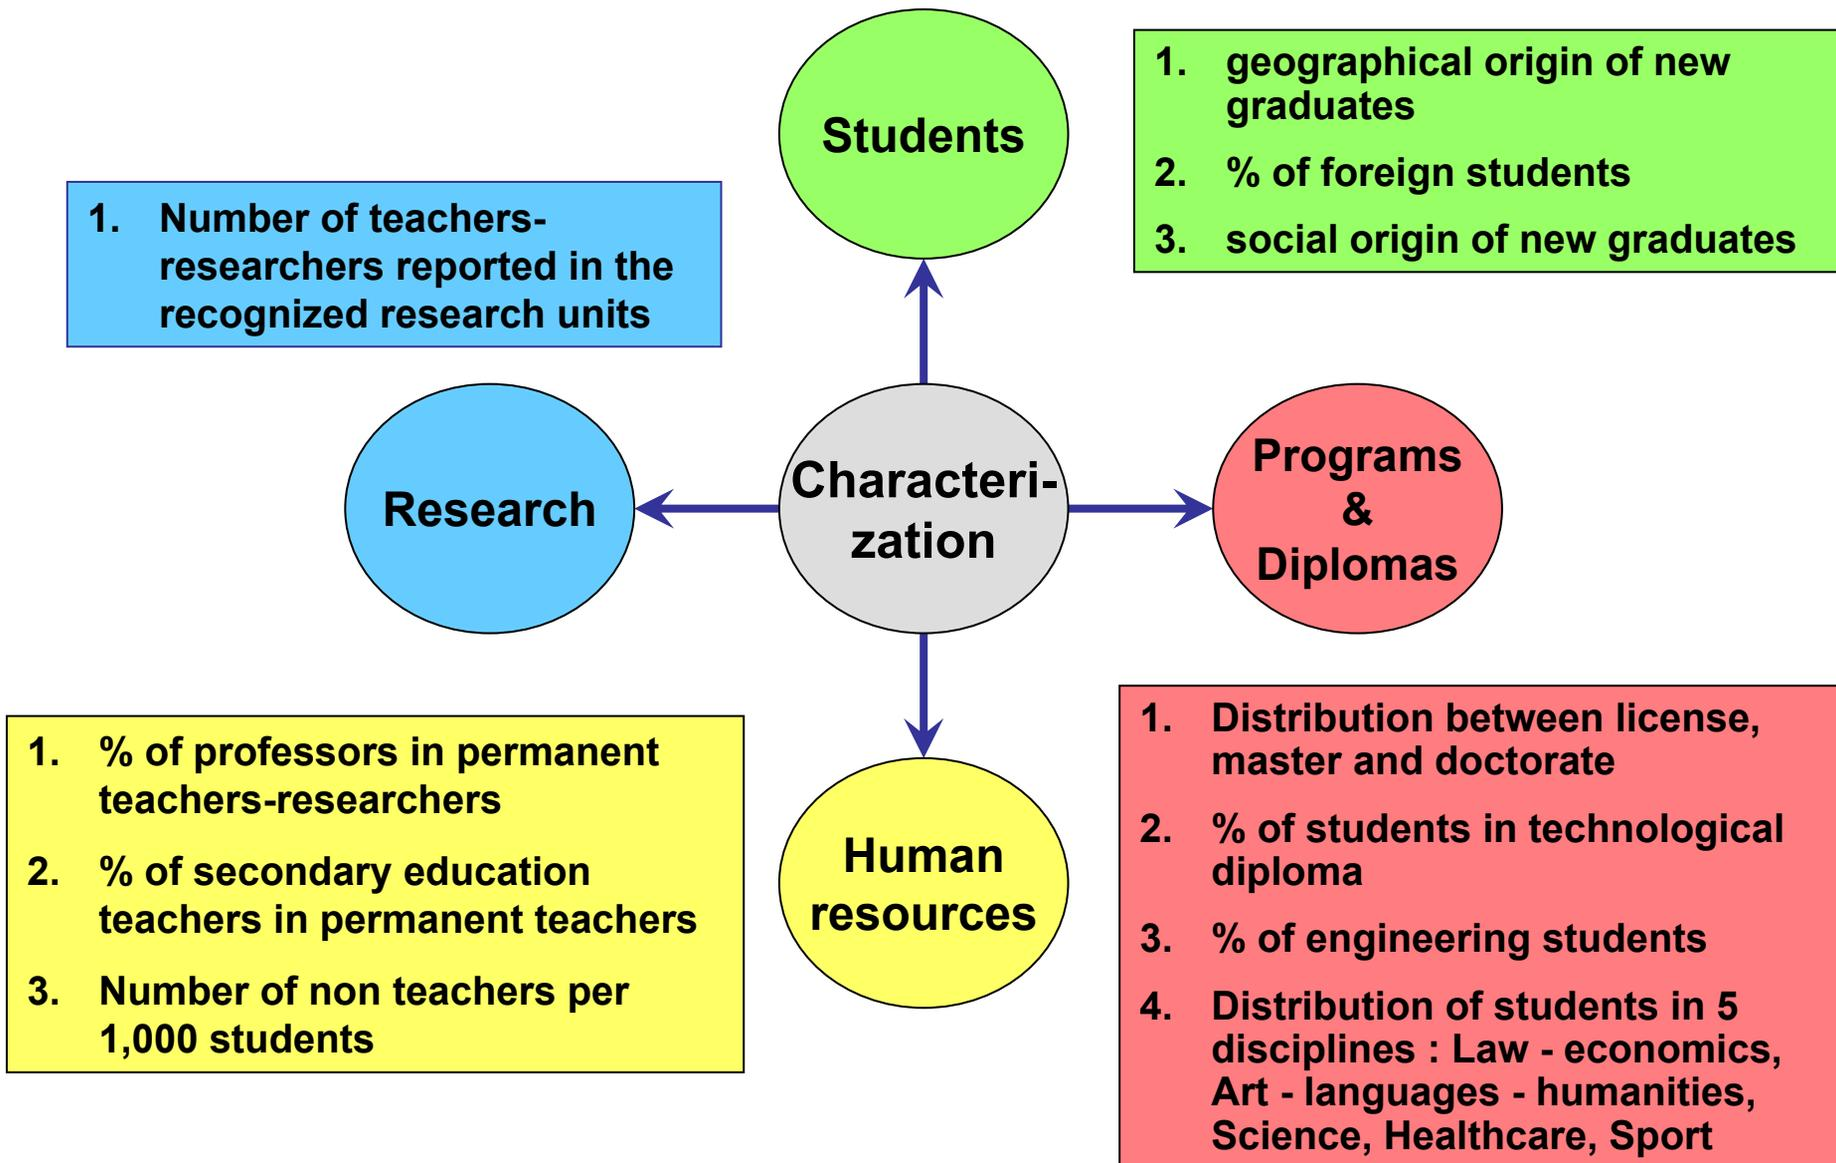 Students
1. geographical origin of new
graduates
2. % of foreign students
3. social origin of new graduates
1. Number of teachers-
researchers reported in the
recognized research units
Research
Characteri-
zation
Programs
&
Diplomas
1. % of professors in permanent
teachers-researchers
2. % of secondary education
teachers in permanent teachers
3. Number of non teachers per
1,000 students
Human
resources
1. Distribution between license,
master and doctorate
2. % of students in technological
diploma
3. % of engineering students
4. Distribution of students in 5
disciplines : Law - economics,
Art - languages - humanities,
Science, Healthcare, Sport